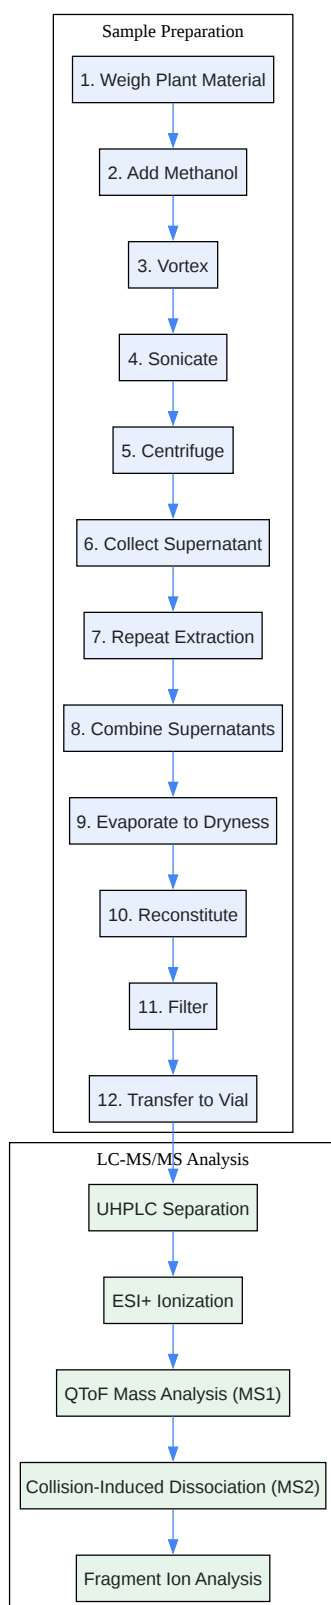 Sample Preparation
1. Weigh Plant Material
2. Add Methanol
3. Vortex
4. Sonicate
5. Centrifuge
6. Collect Supernatant
7. Repeat Extraction
8. Combine Supernatants
9. Evaporate to Dryness
10. Reconstitute
11. Filter
12. Transfer to Vial
LC-MS/MS Analysis
UHPLC Separation
ESI+ Ionization
QToF Mass Analysis (MS1)
Collision-Induced Dissociation (MS2)
Fragment Ion Analysis